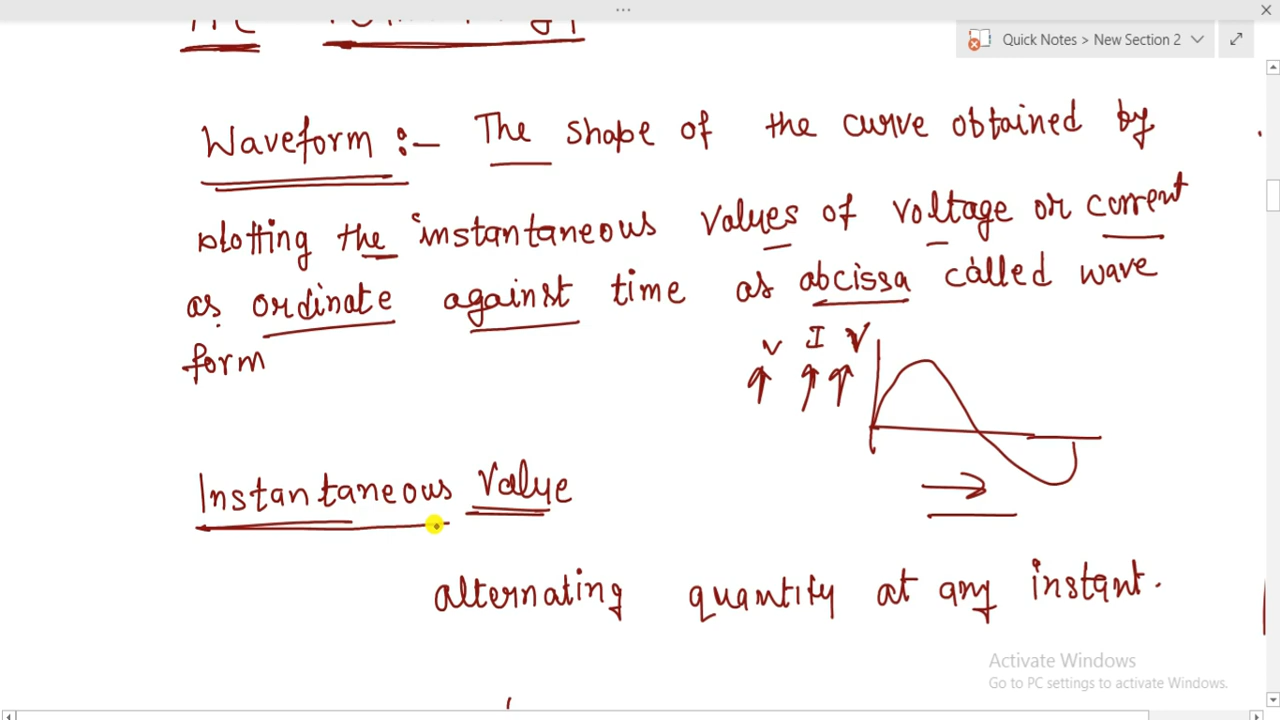 Quick Notes > New Section 2
Waveform :- The shape of the curve obtained by
plotting the instantaneous values of voltage or current
as ordinate against time as abcissa called wave
form
V I V
Instantaneous Value
alternating quantity at any instant.
Activate Windows
Go to PC settings to activate Windows.